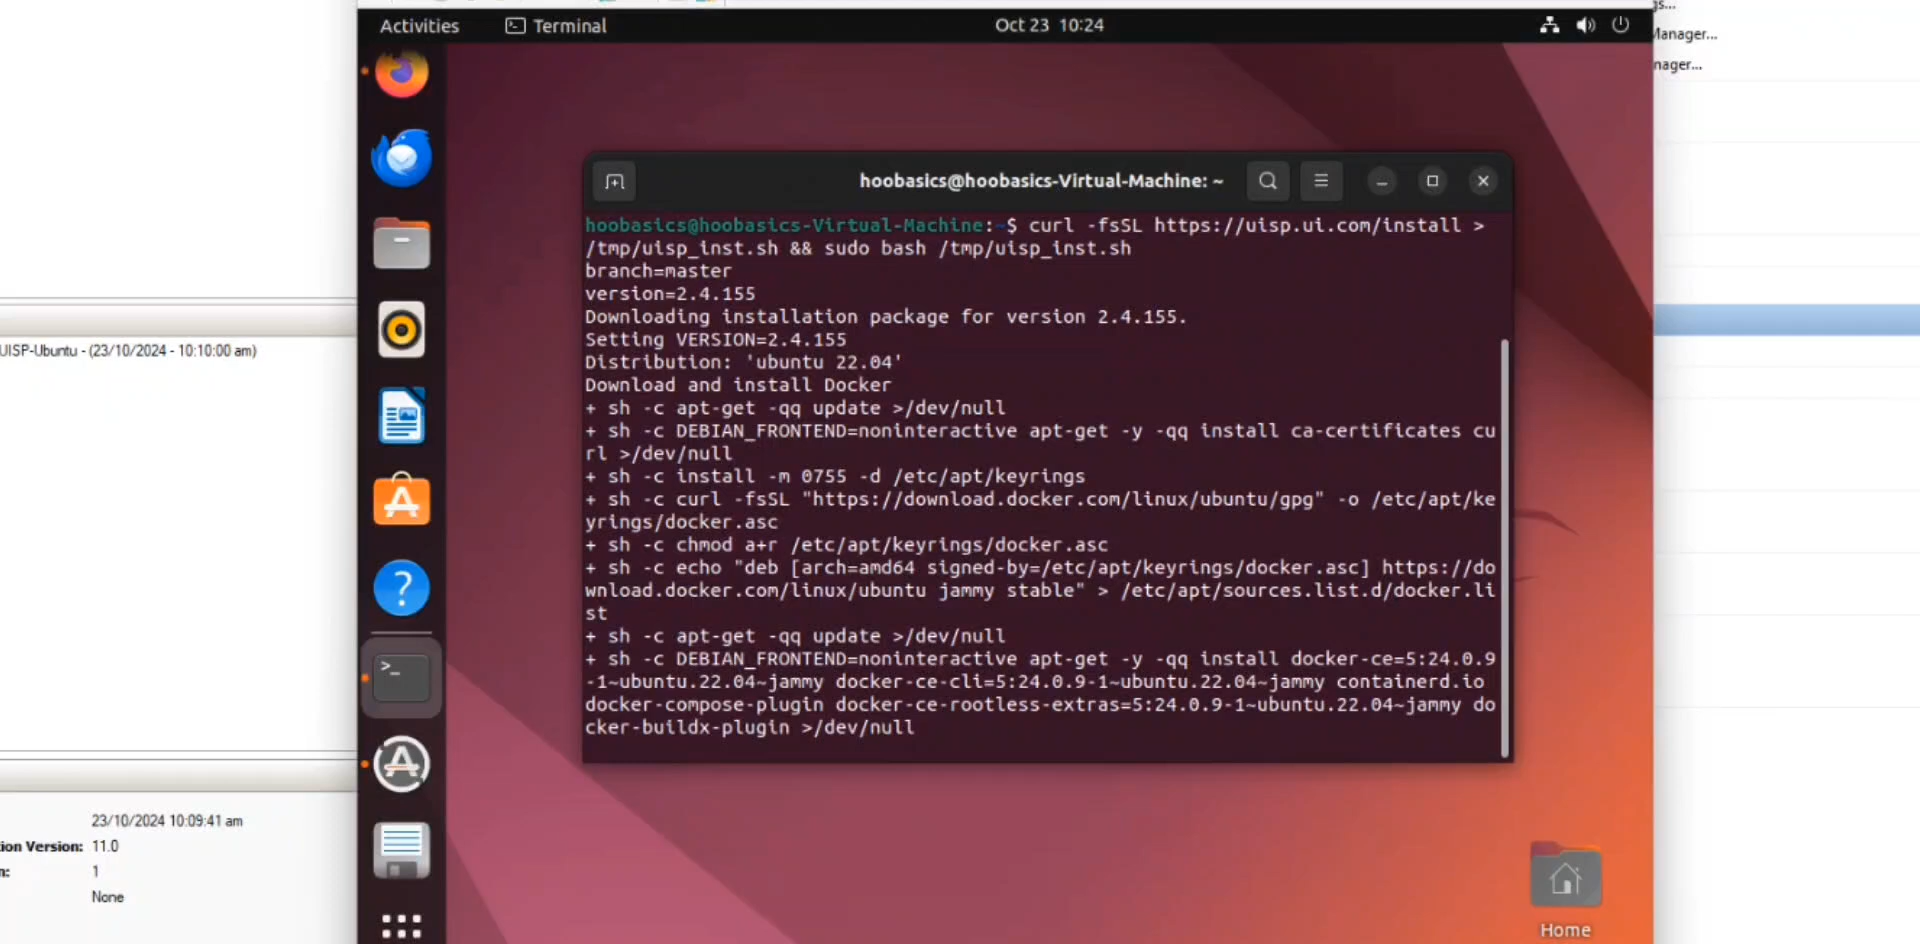 Activities
Terminal
Oct 23 10:24
Manager...
UISP-Ubuntu - (23/10/2024 - 10:10:00 am)
hoobasics@hoobasics-Virtual-Machine: ~
hoobasics@hoobasics-Virtual-Machine:~$ curl -fsSL https://uisp.ui.com/install >
/tmp/uisp_inst.sh && sudo bash /tmp/uisp_inst.sh
branch=master
version=2.4.155
Downloading installation package for version 2.4.155.
Setting VERSION=2.4.155
Distribution: 'ubuntu 22.04'
Download and install Docker
+ sh -c apt-get -qq update >/dev/null
+ sh -c DEBIAN_FRONTEND=noninteractive apt-get -y -qq install ca-certificates cu
rl >/dev/null
+ sh -c install -m 0755 -d /etc/apt/keyrings
+ sh -c curl -fsSL "https://download.docker.com/linux/ubuntu/gpg" -o /etc/apt/ke
yrings/docker.asc
+ sh -c chmod a+r /etc/apt/keyrings/docker.asc
+ sh -c echo "deb [arch=amd64 signed-by=/etc/apt/keyrings/docker.asc] https://do
wnload.docker.com/linux/ubuntu jammy stable" > /etc/apt/sources.list.d/docker.li
st
+ sh -c apt-get -qq update >/dev/null
+ sh -c DEBIAN_FRONTEND=noninteractive apt-get -y -qq install docker-ce=5:24.0.9
-1~ubuntu.22.04~jammy docker-ce-cli=5:24.0.9-1~ubuntu.22.04~jammy containerd.io
docker-compose-plugin docker-ce-rootless-extras=5:24.0.9-1~ubuntu.22.04~jammy do
cker-buildx-plugin >/dev/null
23/10/2024 10:09:41 am
ion Version: 11.0
1
None
Home